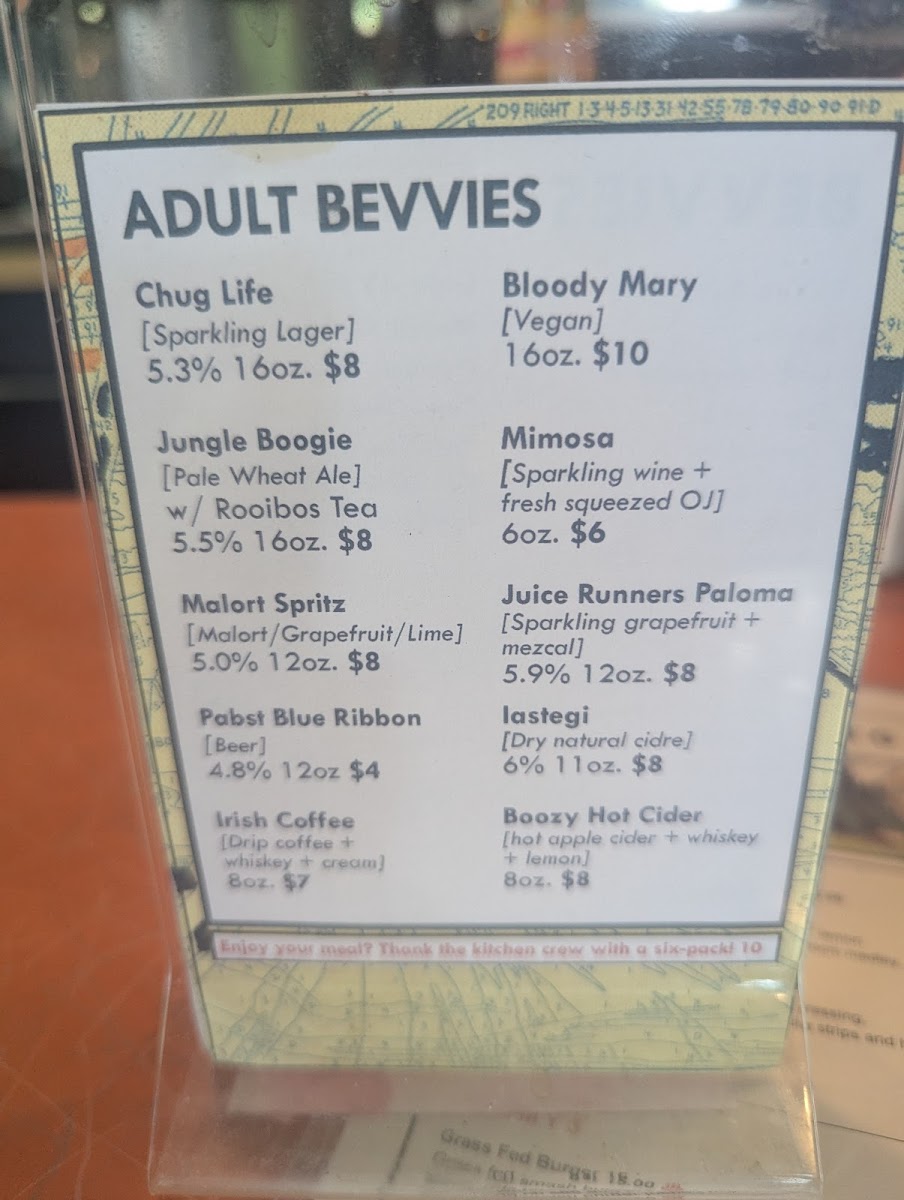 209 RIGHT 1-3-4-5-13-31-42-55-78-79-80-90-91-D
ADULT BEVVIES
Chug Life
[Sparkling Lager]
5.3% 16oz. $8
Jungle Boogie
[Pale Wheat Ale]
w/ Rooibos Tea
5.5% 16oz. $8
Malort Spritz
[Malort/Grapefruit/Lime]
5.0% 12oz. $8
Pabst Blue Ribbon
[Beer]
4.8% 12oz $4
Irish Coffee
[Drip coffee +
whiskey + cream]
8oz. $7
Bloody Mary
[Vegan]
16oz. $10
Mimosa
[Sparkling wine +
fresh squeezed OJ]
6oz. $6
Juice Runners Paloma
[Sparkling grapefruit +
mezcal]
5.9% 12oz. $8
Iastegi
[Dry natural cidre]
6% 11oz. $8
Boozy Hot Cider
[hot apple cider + whiskey
+ lemon]
8oz. $8
Enjoy your meal? Thank the kitchen crew with a six-pack! 10
Grass Fed Burger 18.00
strips and